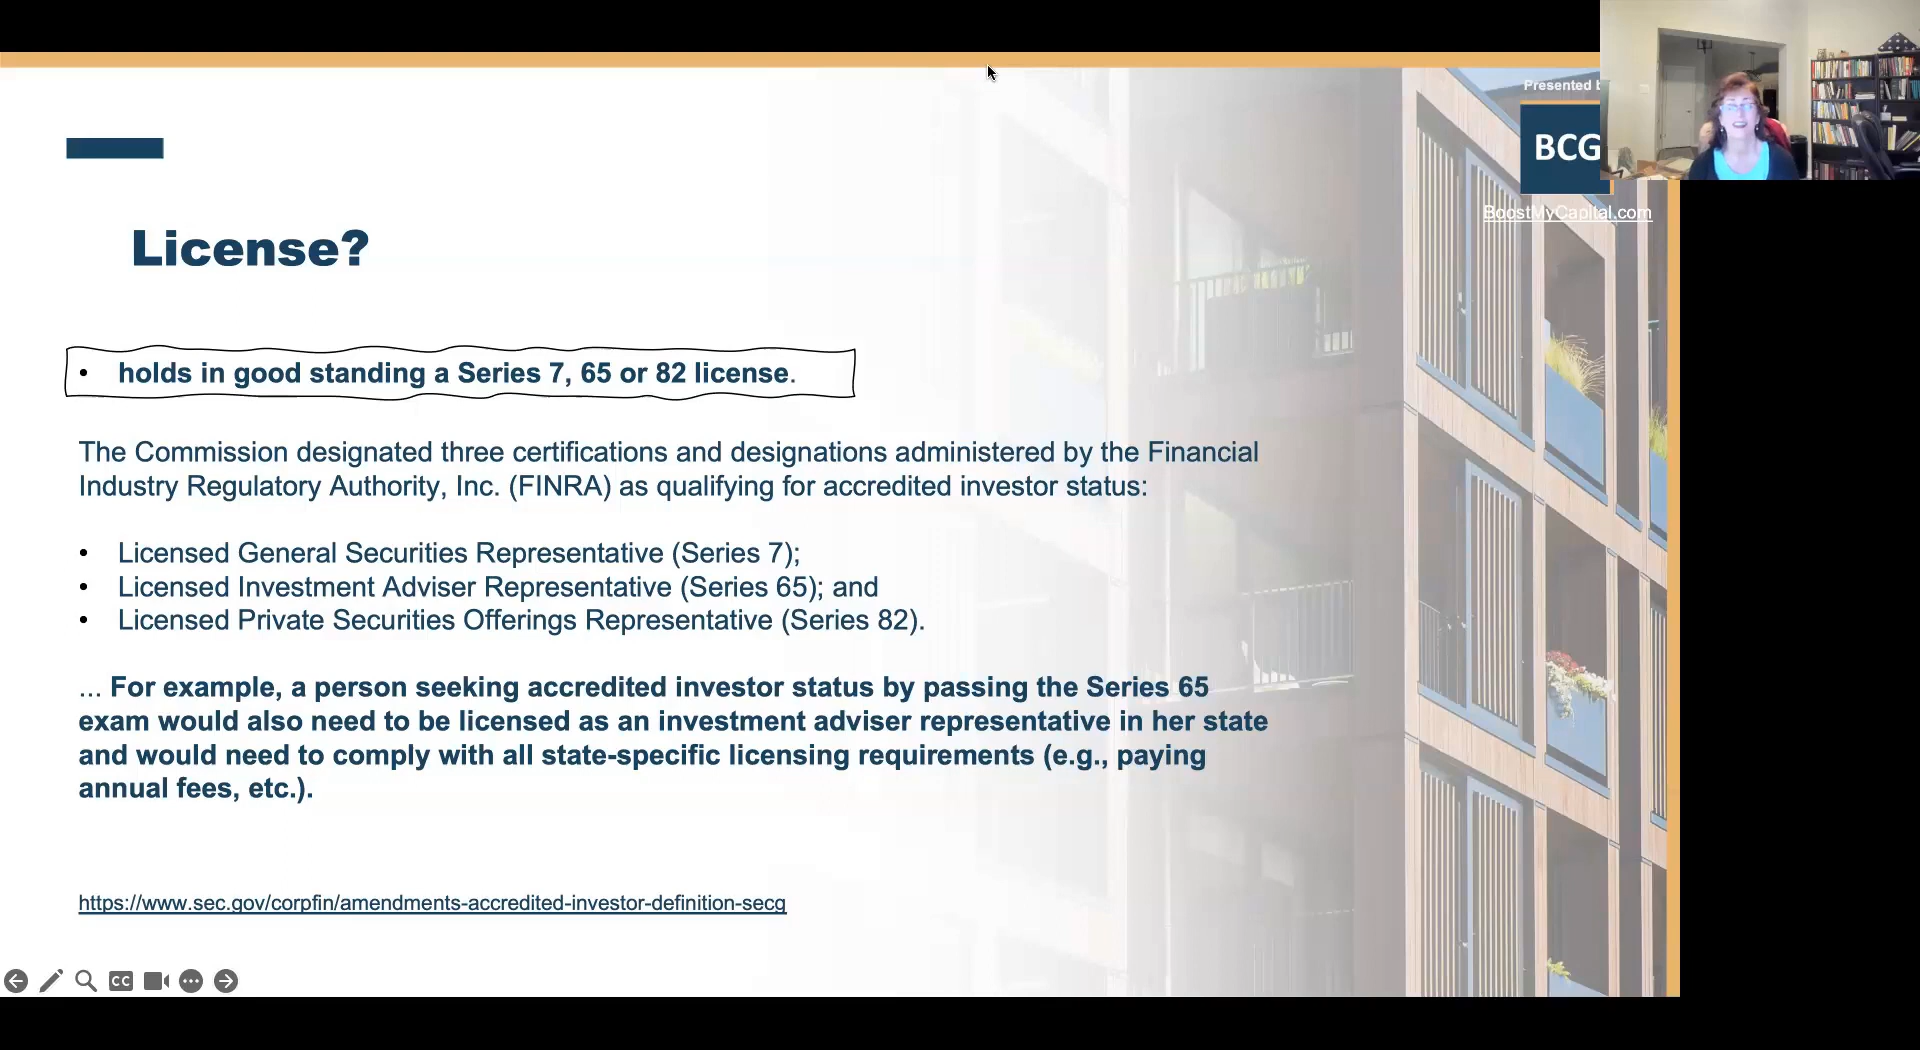 Presented b
BCG
BoostMyCapital.com
License?
• holds in good standing a Series 7, 65 or 82 license.
The Commission designated three certifications and designations administered by the Financial
Industry Regulatory Authority, Inc. (FINRA) as qualifying for accredited investor status:
• Licensed General Securities Representative (Series 7);
• Licensed Investment Adviser Representative (Series 65); and
• Licensed Private Securities Offerings Representative (Series 82).
... For example, a person seeking accredited investor status by passing the Series 65
exam would also need to be licensed as an investment adviser representative in her state
and would need to comply with all state-specific licensing requirements (e.g., paying
annual fees, etc.).
https://www.sec.gov/corpfin/amendments-accredited-investor-definition-secg
CC